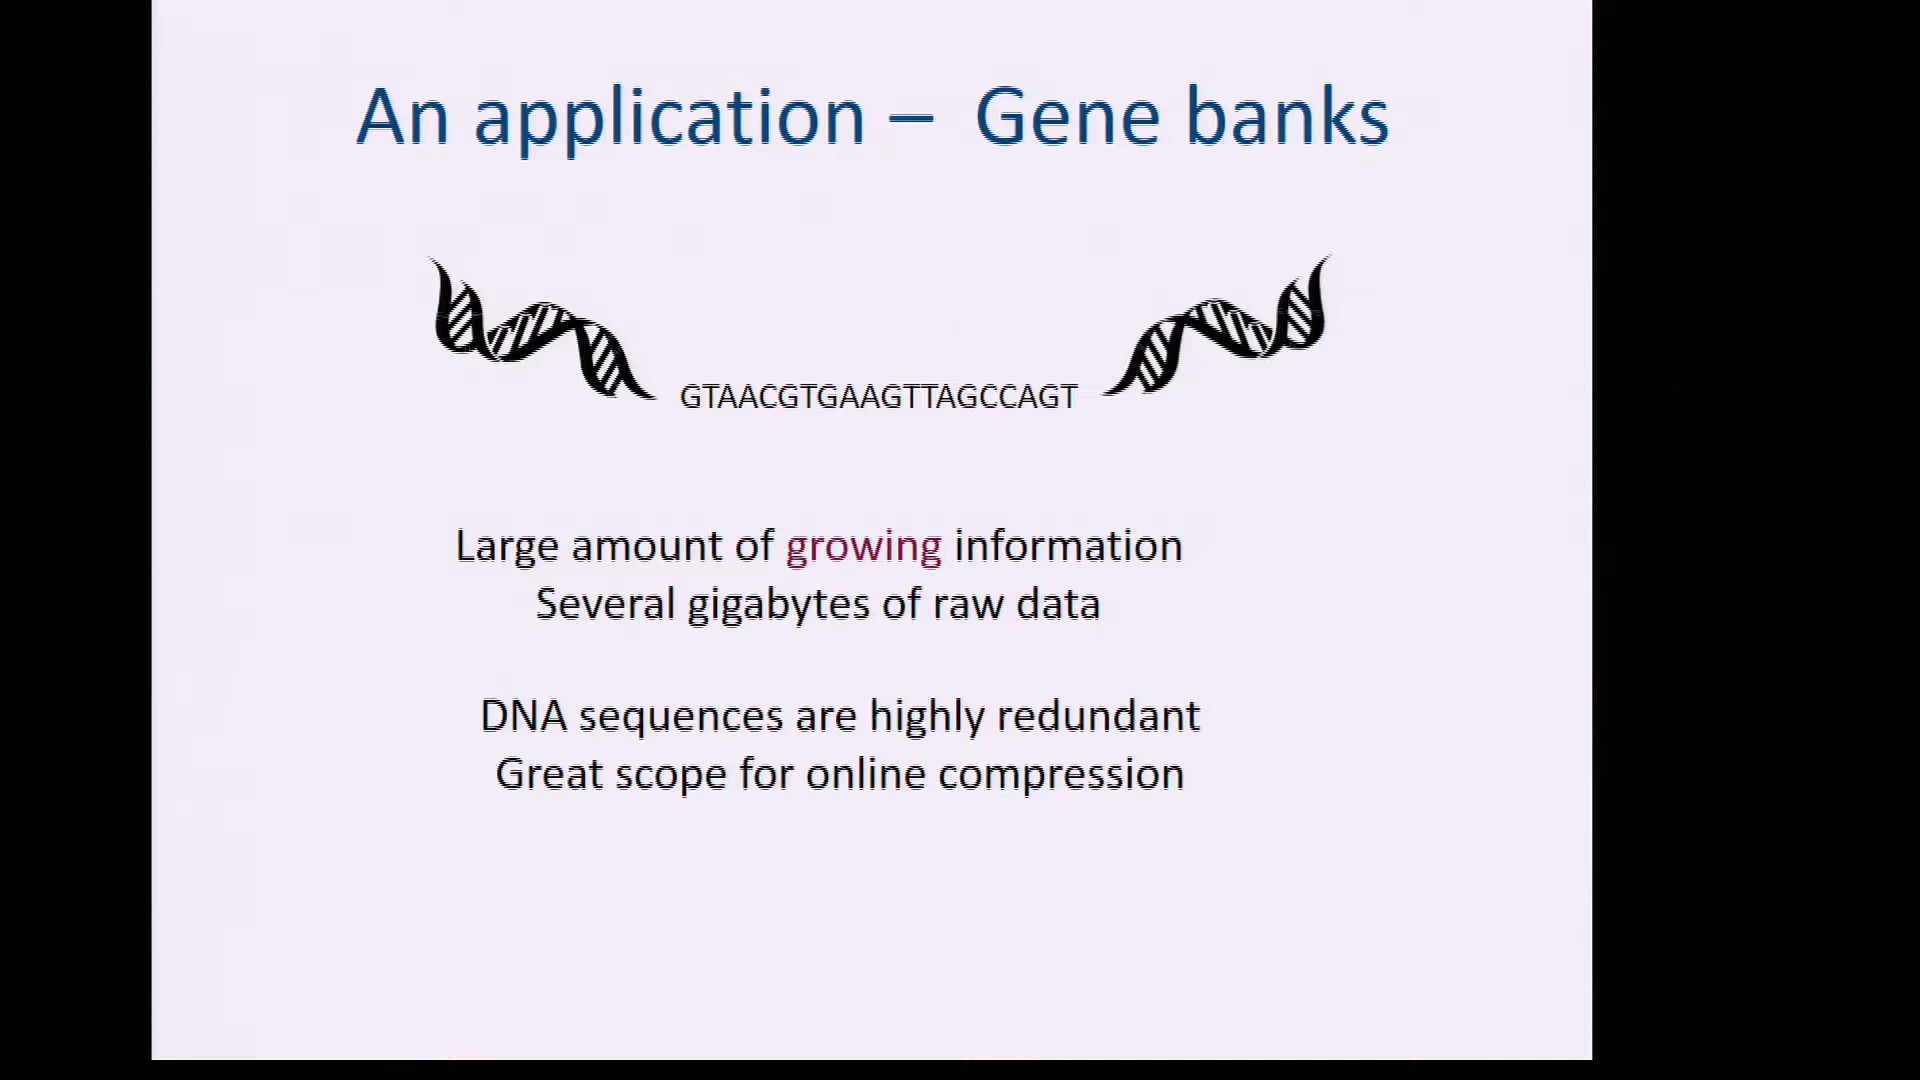 An application – Gene banks
GTAACGTGAAGTTAGCCAGT
Large amount of growing information
Several gigabytes of raw data
DNA sequences are highly redundant
Great scope for online compression